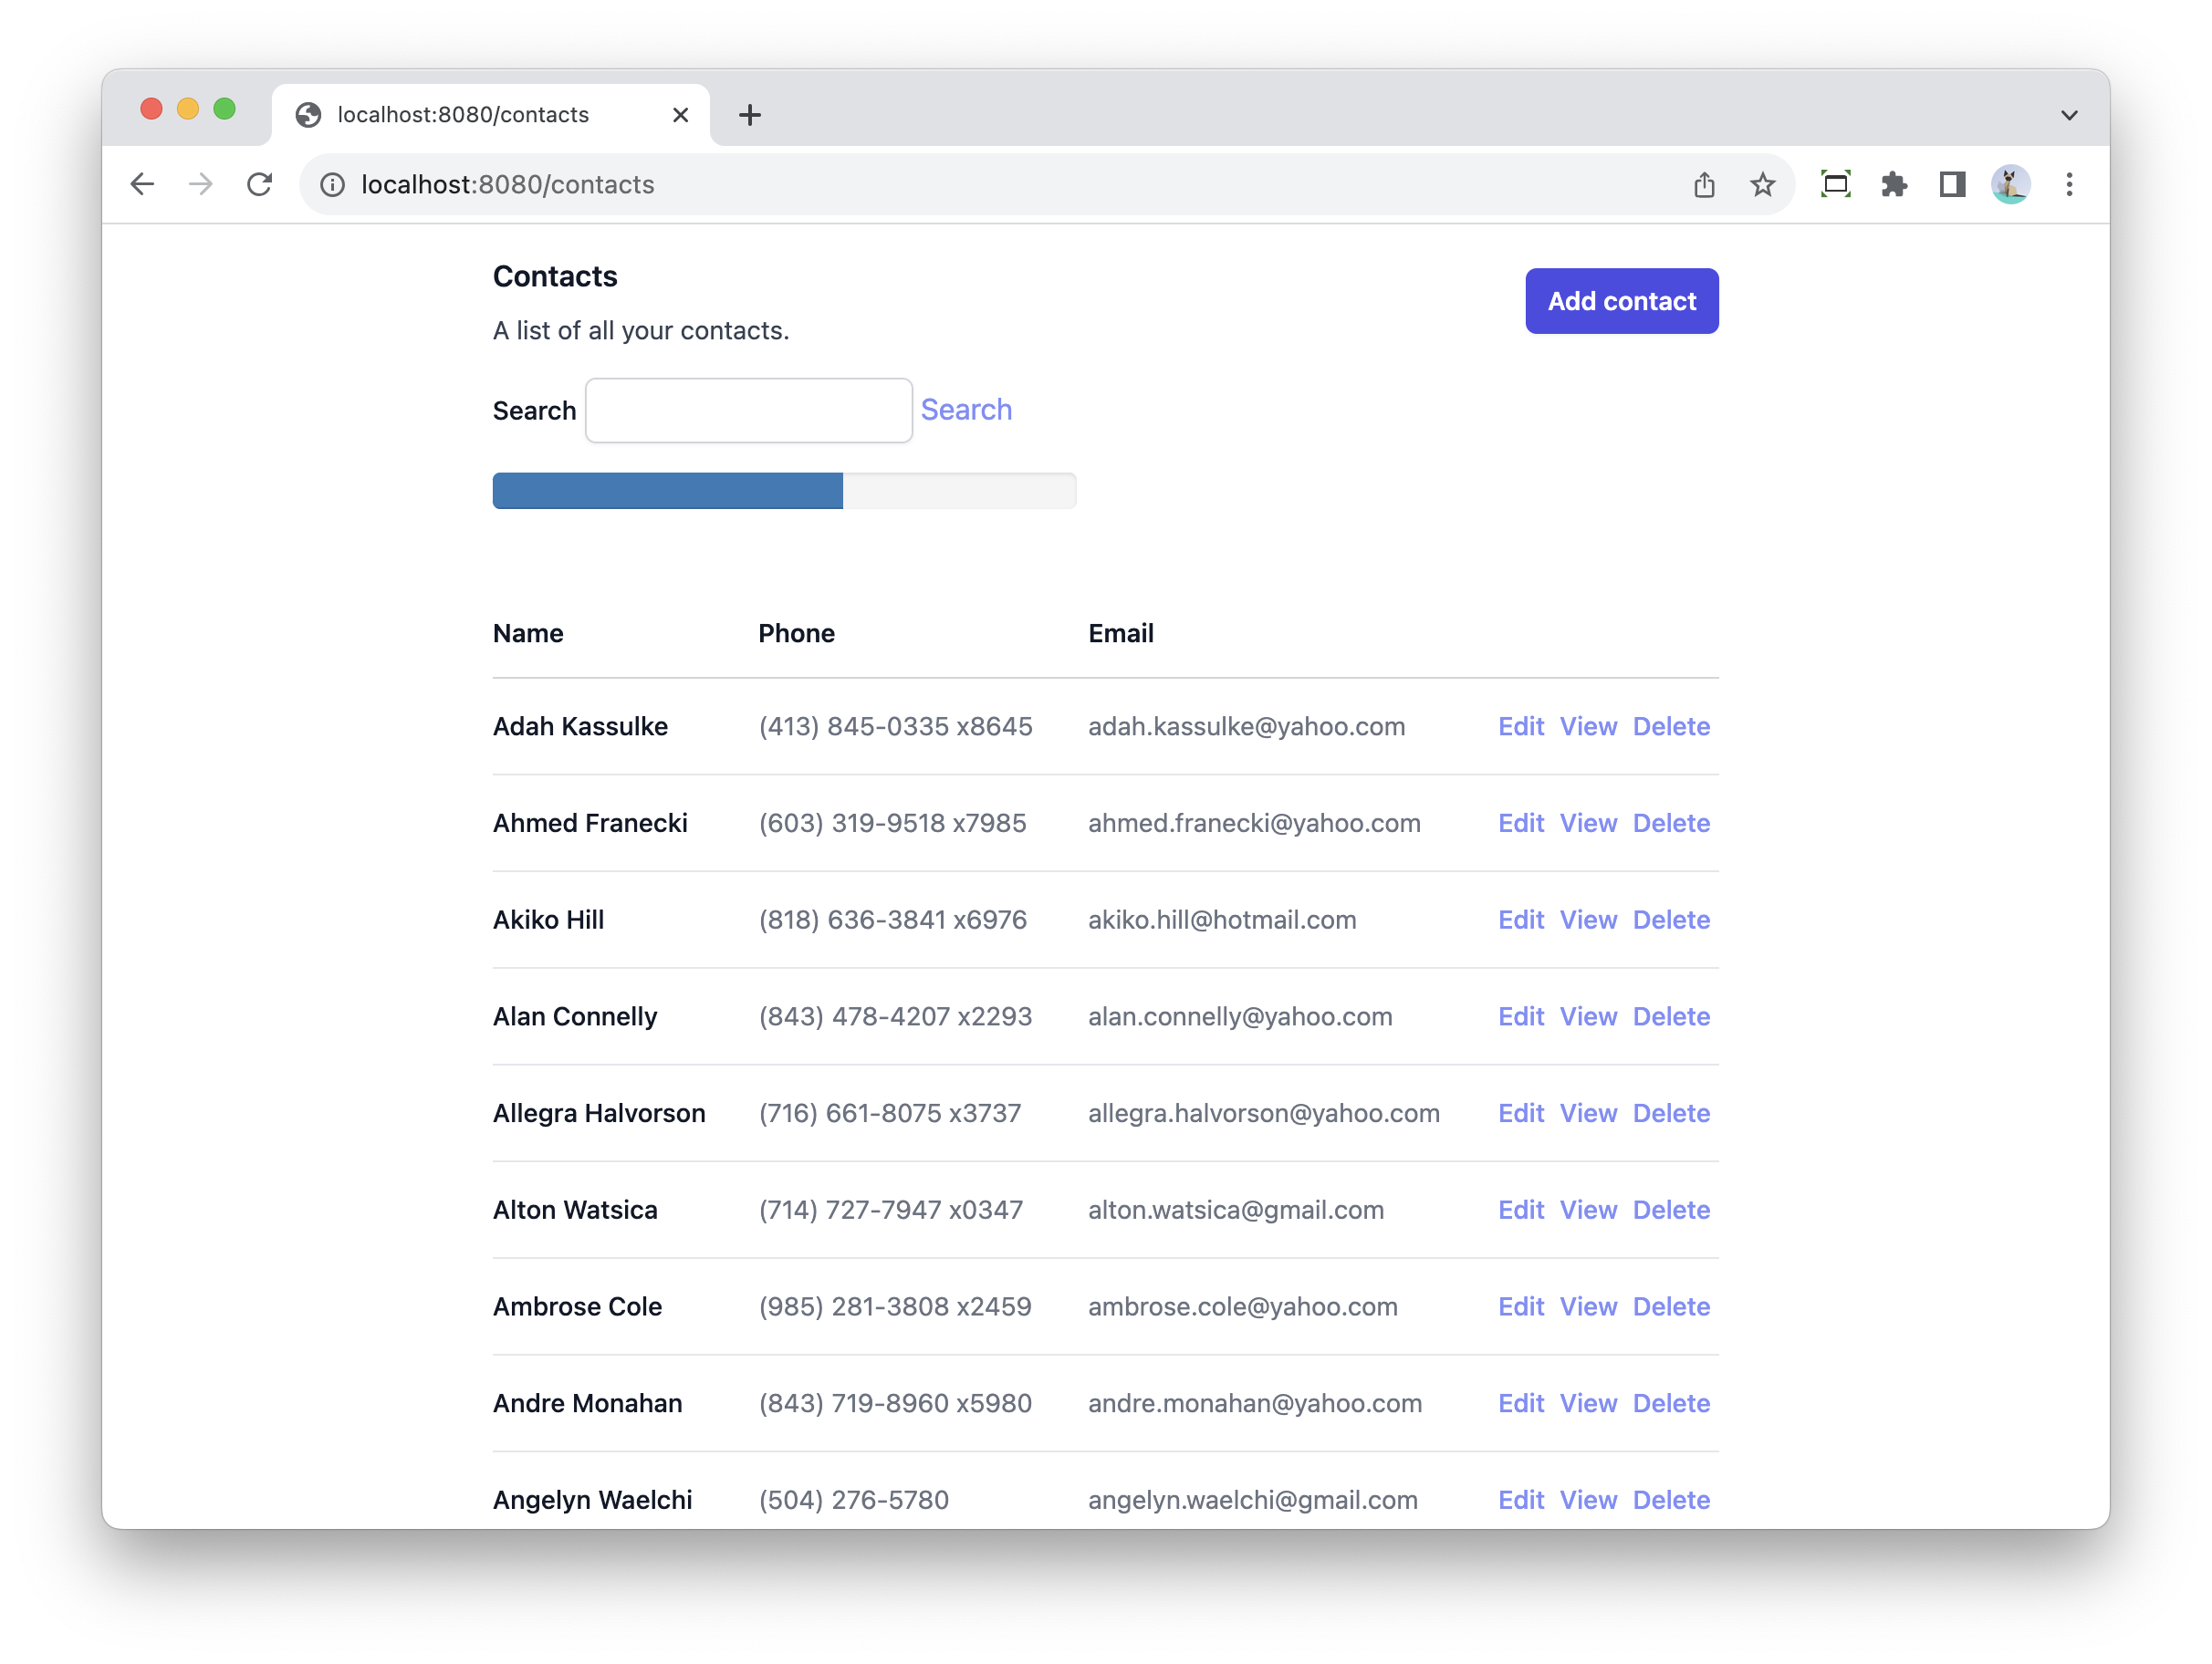 localhost:8080/contacts
localhost:8080/contacts
Contacts
Add contact
A list of all your contacts.
Search Search
Name Phone Email
Adah Kassulke (413) 845-0335 x8645 adah.kassulke@yahoo.com Edit View Delete
Ahmed Franecki (603) 319-9518 x7985 ahmed.franecki@yahoo.com Edit View Delete
Akiko Hill (818) 636-3841 x6976 akiko.hill@hotmail.com Edit View Delete
Alan Connelly (843) 478-4207 x2293 alan.connelly@yahoo.com Edit View Delete
Allegra Halvorson (716) 661-8075 x3737 allegra.halvorson@yahoo.com Edit View Delete
Alton Watsica (714) 727-7947 x0347 alton.watsica@gmail.com Edit View Delete
Ambrose Cole (985) 281-3808 x2459 ambrose.cole@yahoo.com Edit View Delete
Andre Monahan (843) 719-8960 x5980 andre.monahan@yahoo.com Edit View Delete
Angelyn Waelchi (504) 276-5780 angelyn.waelchi@gmail.com Edit View Delete